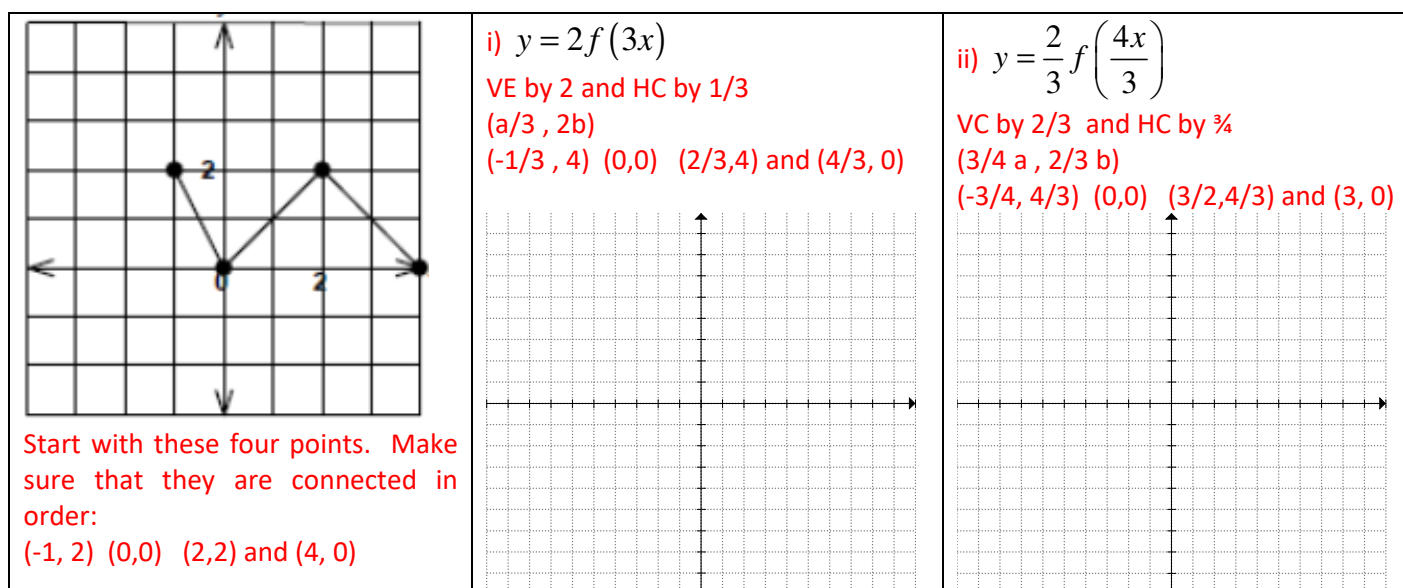 2
0
2
Start with these four points. Make
sure that they are connected in
order:
(-1, 2) (0,0) (2,2) and (4, 0)
i) y = 2f(3x)
VE by 2 and HC by 1/3
(a/3 , 2b)
(-1/3 , 4) (0,0) (2/3,4) and (4/3, 0)
ii) y = 2/3 f(4x/3)
VC by 2/3 and HC by ¾
(3/4 a , 2/3 b)
(-3/4, 4/3) (0,0) (3/2,4/3) and (3, 0)